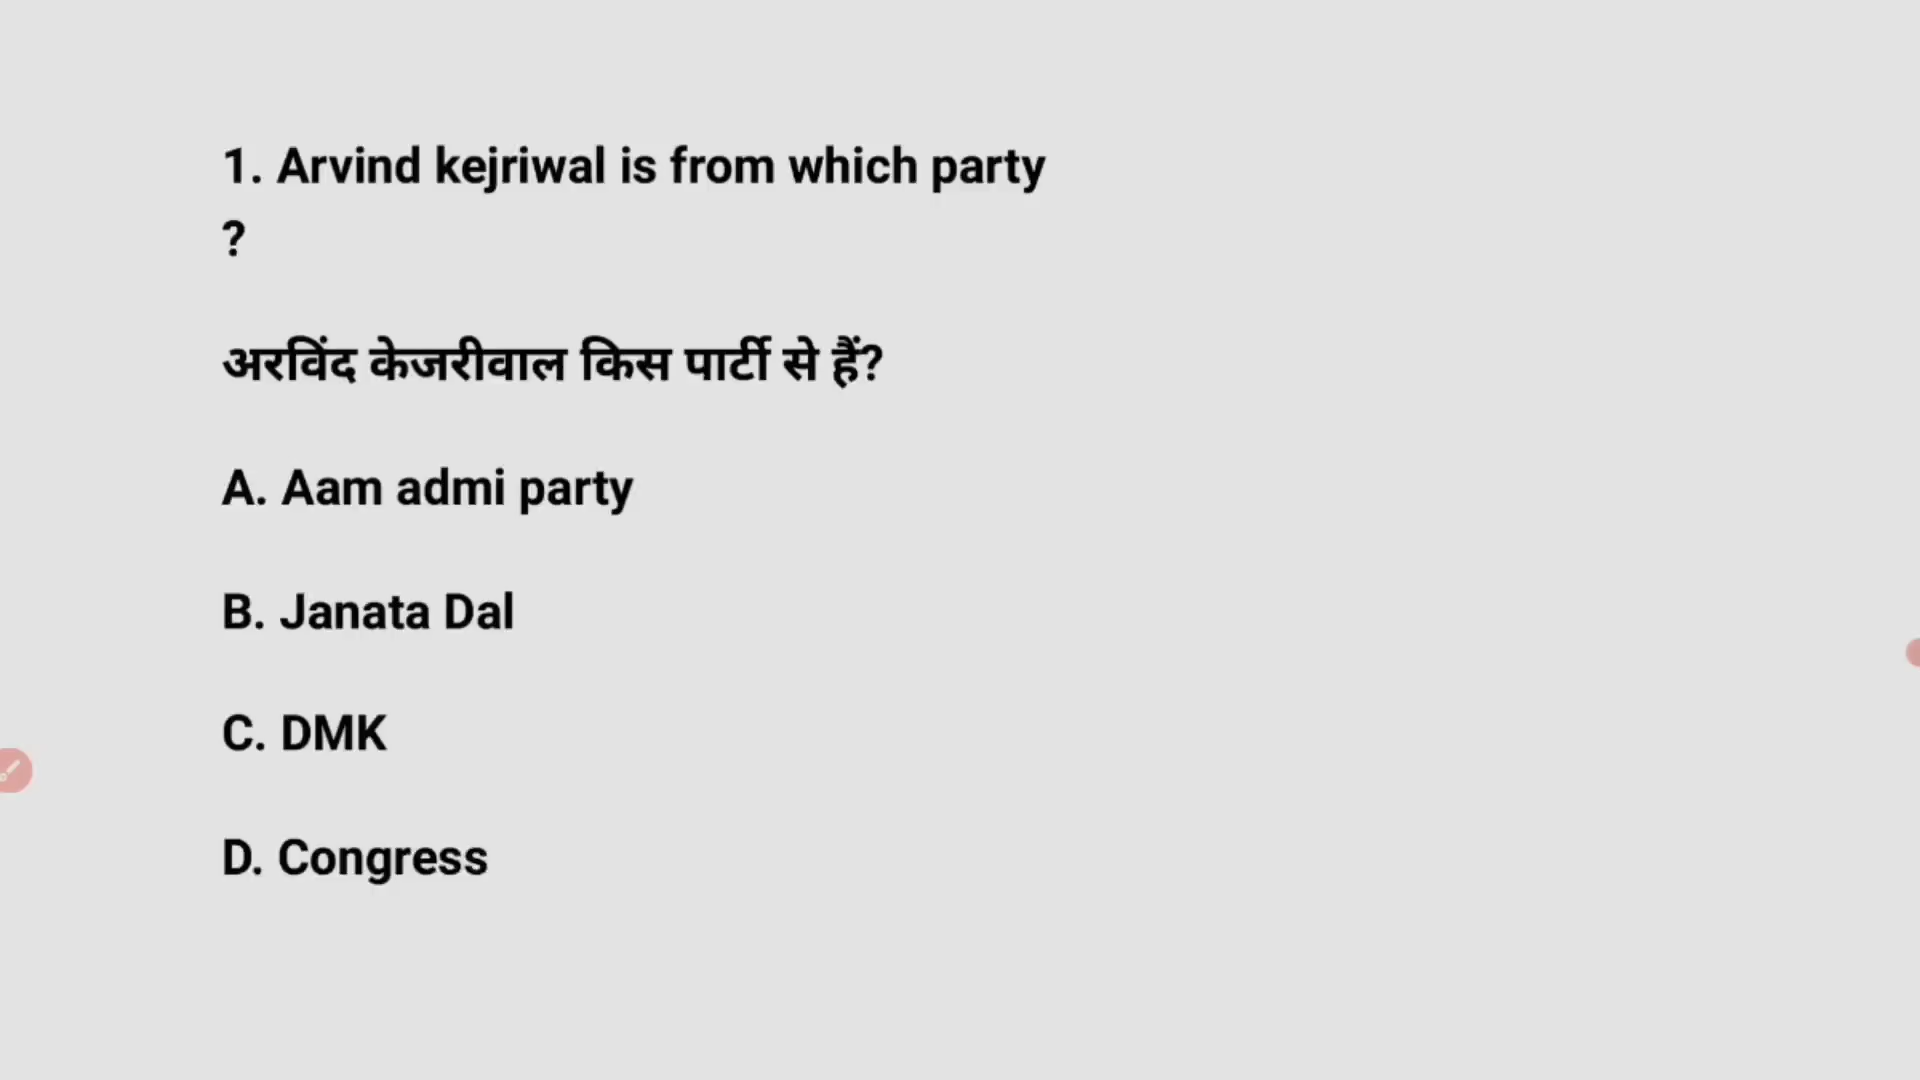 1. Arvind kejriwal is from which party
?
अरविंद केजरीवाल किस पार्टी से हैं?
A. Aam admi party
B. Janata Dal
C. DMK
D. Congress